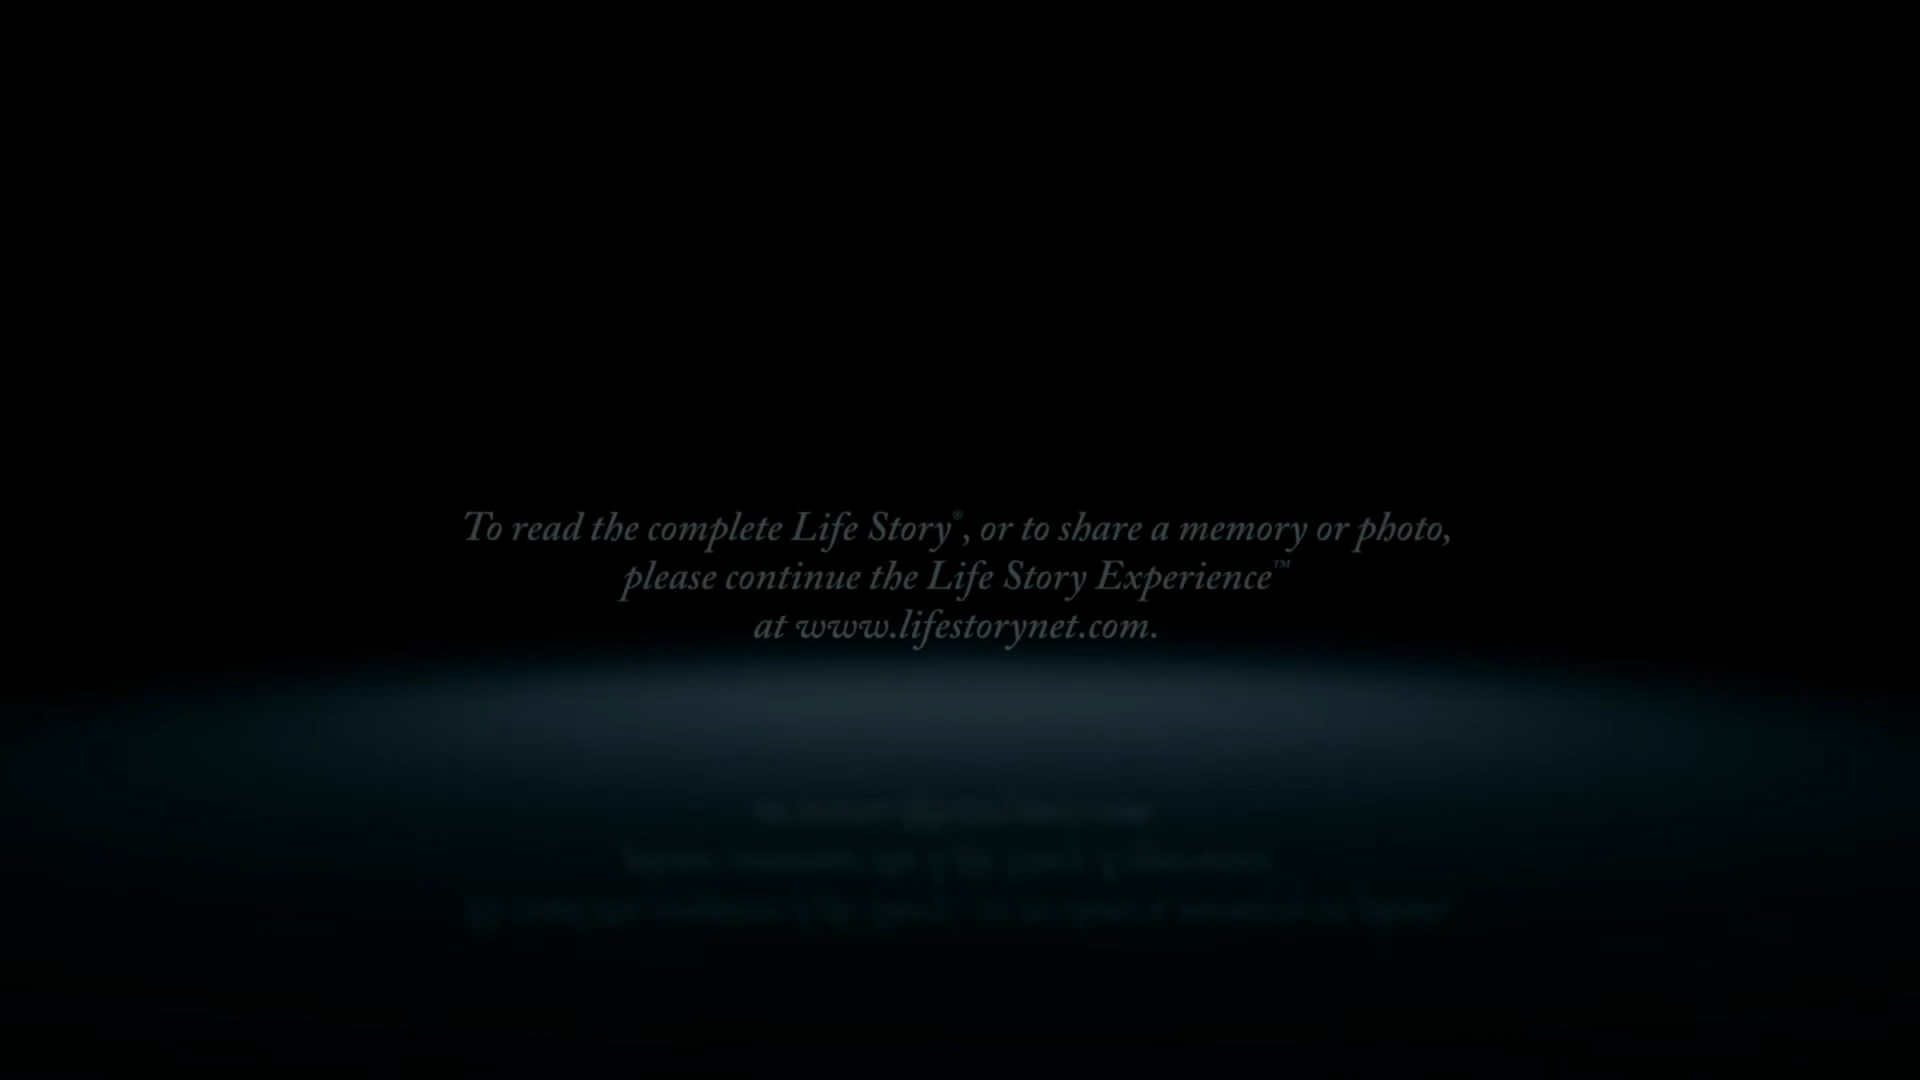 To read the complete Life Story®, or to share a memory or photo,
please continue the Life Story Experience™
at www.lifestorynet.com.